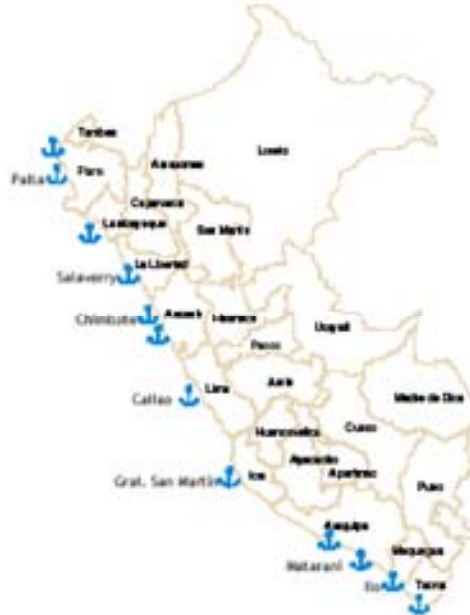 Tumbes
Loreto
Piura
Amazonas
Paita
Cajamarca
Lambayeque
San Martín
La Libertad
Salaverry
Ancash
Huanuco
Chimbote
Ucayali
Pasco
Lima
Junin
Madre de Dios
Callao
Cusco
Huancavelica
Ayacucho
Apurimac
Ica
Puno
Gral. San Martín
Arequipa
Moquegua
Matarani
Ilo
Tacna